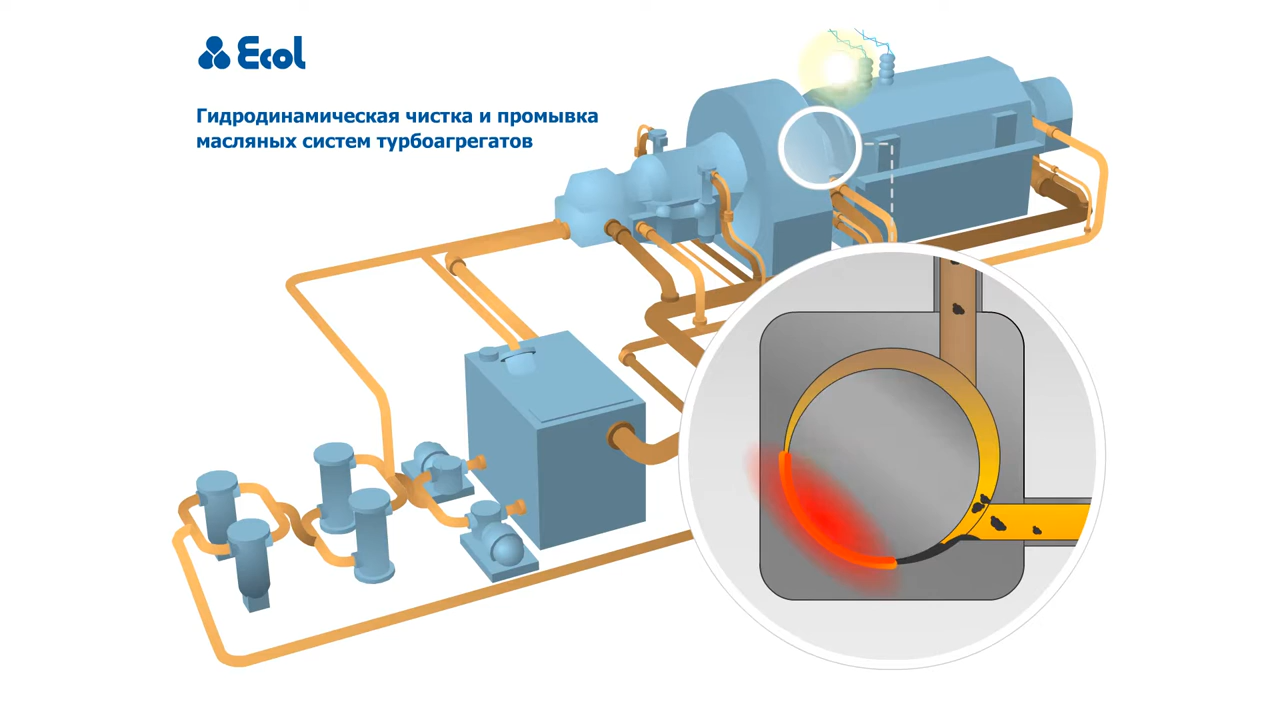 Ecol
Гидродинамическая чистка и промывка
масляных систем турбоагрегатов